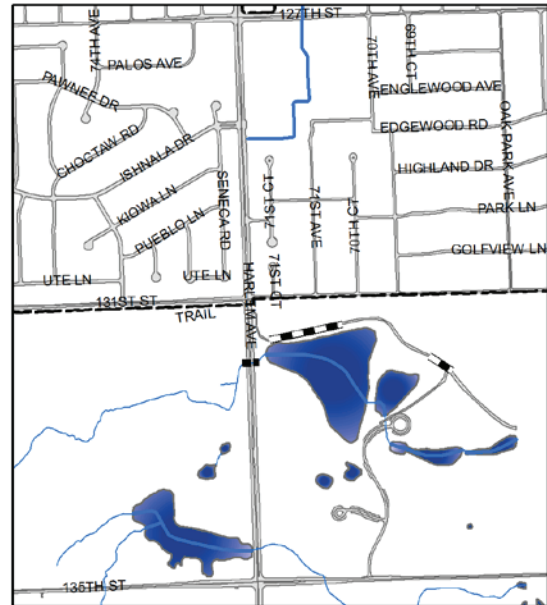 127TH ST
74TH AVE
PALOS AVE
70TH AVE
69TH CT
PAWNEE DR
ENGLEWOOD AVE
OAK PARK AVE
CHOCTAW RD
ISHNALA DR
EDGEWOOD RD
HIGHLAND DR
KIOWA LN
SENECA RD
71ST CT
71ST AVE
70TH CT
PARK LN
PUEBLO LN
GOLFVIEW LN
UTE LN
UTE LN
HARLEM AVE
71ST CT
131ST ST
TRAIL
135TH ST